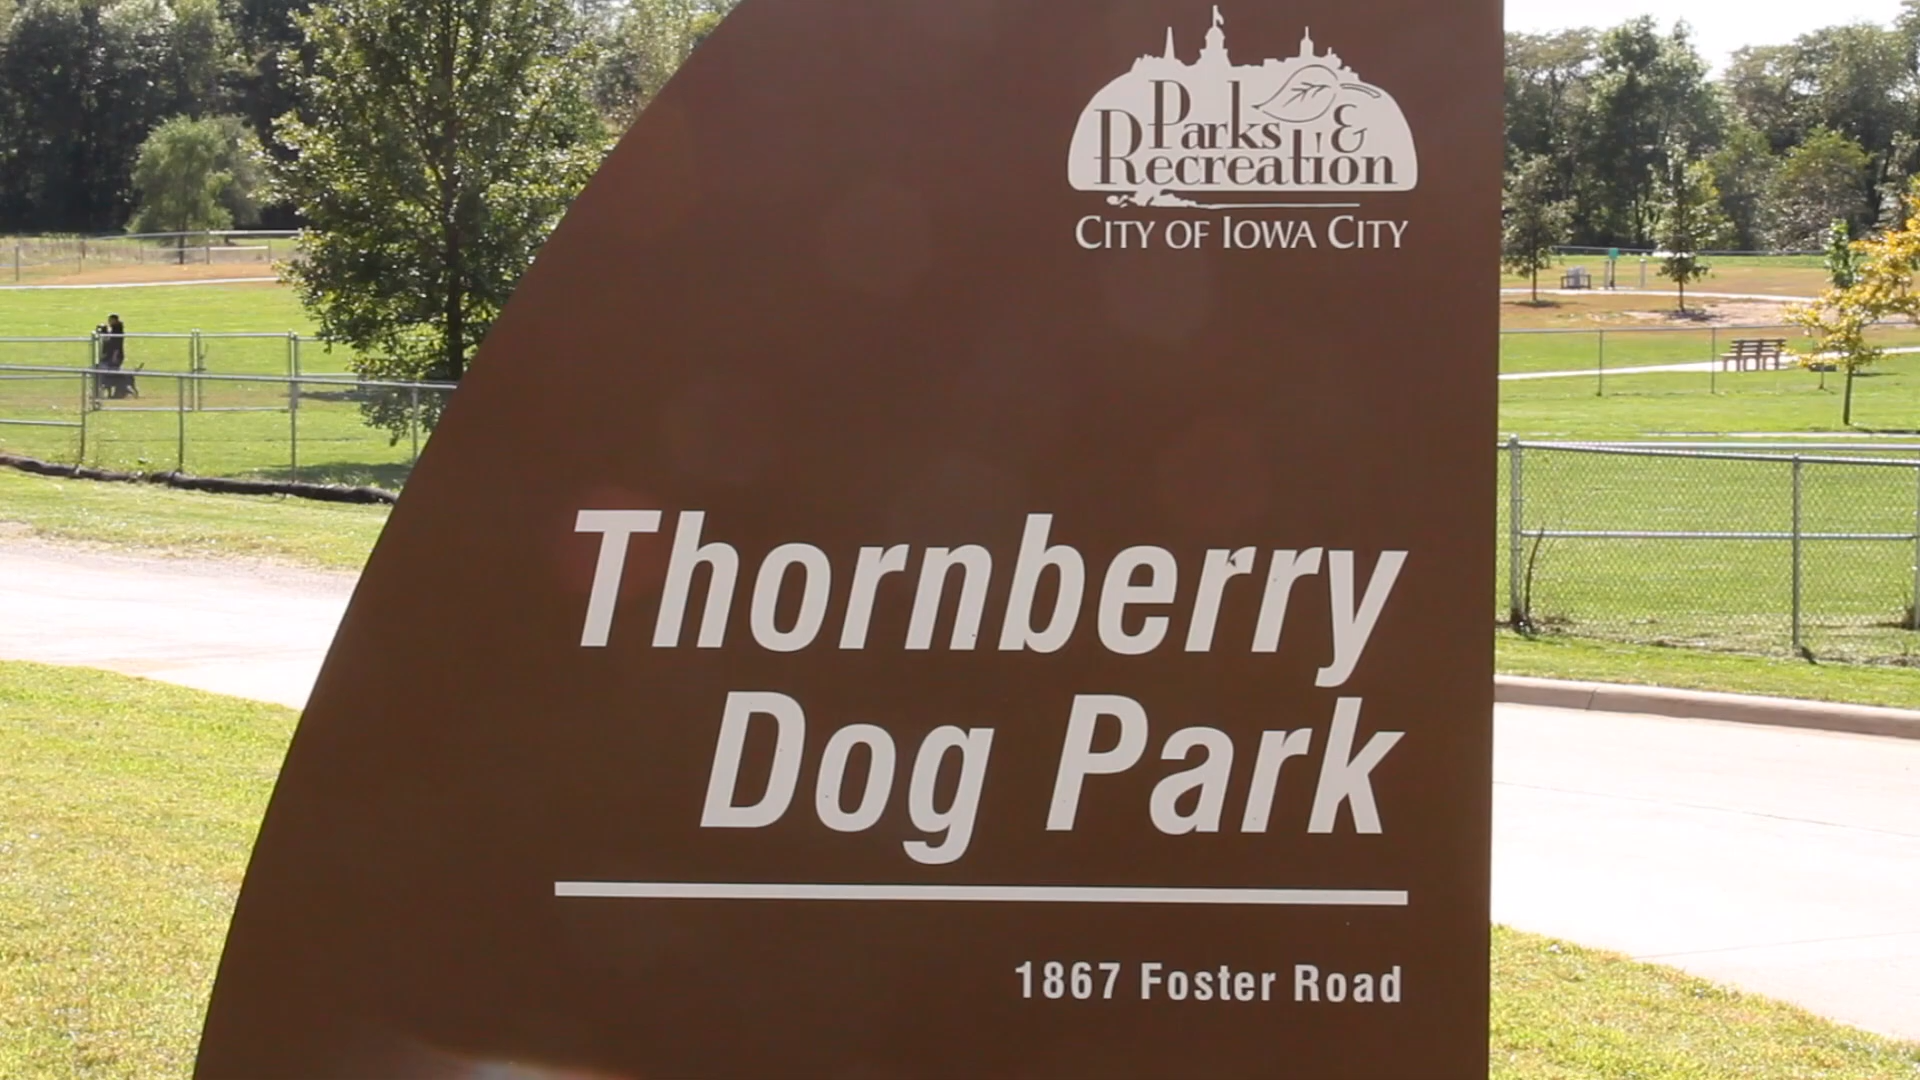 Parks &
Recreation
CITY OF IOWA CITY
Thornberry
Dog Park
1867 Foster Road